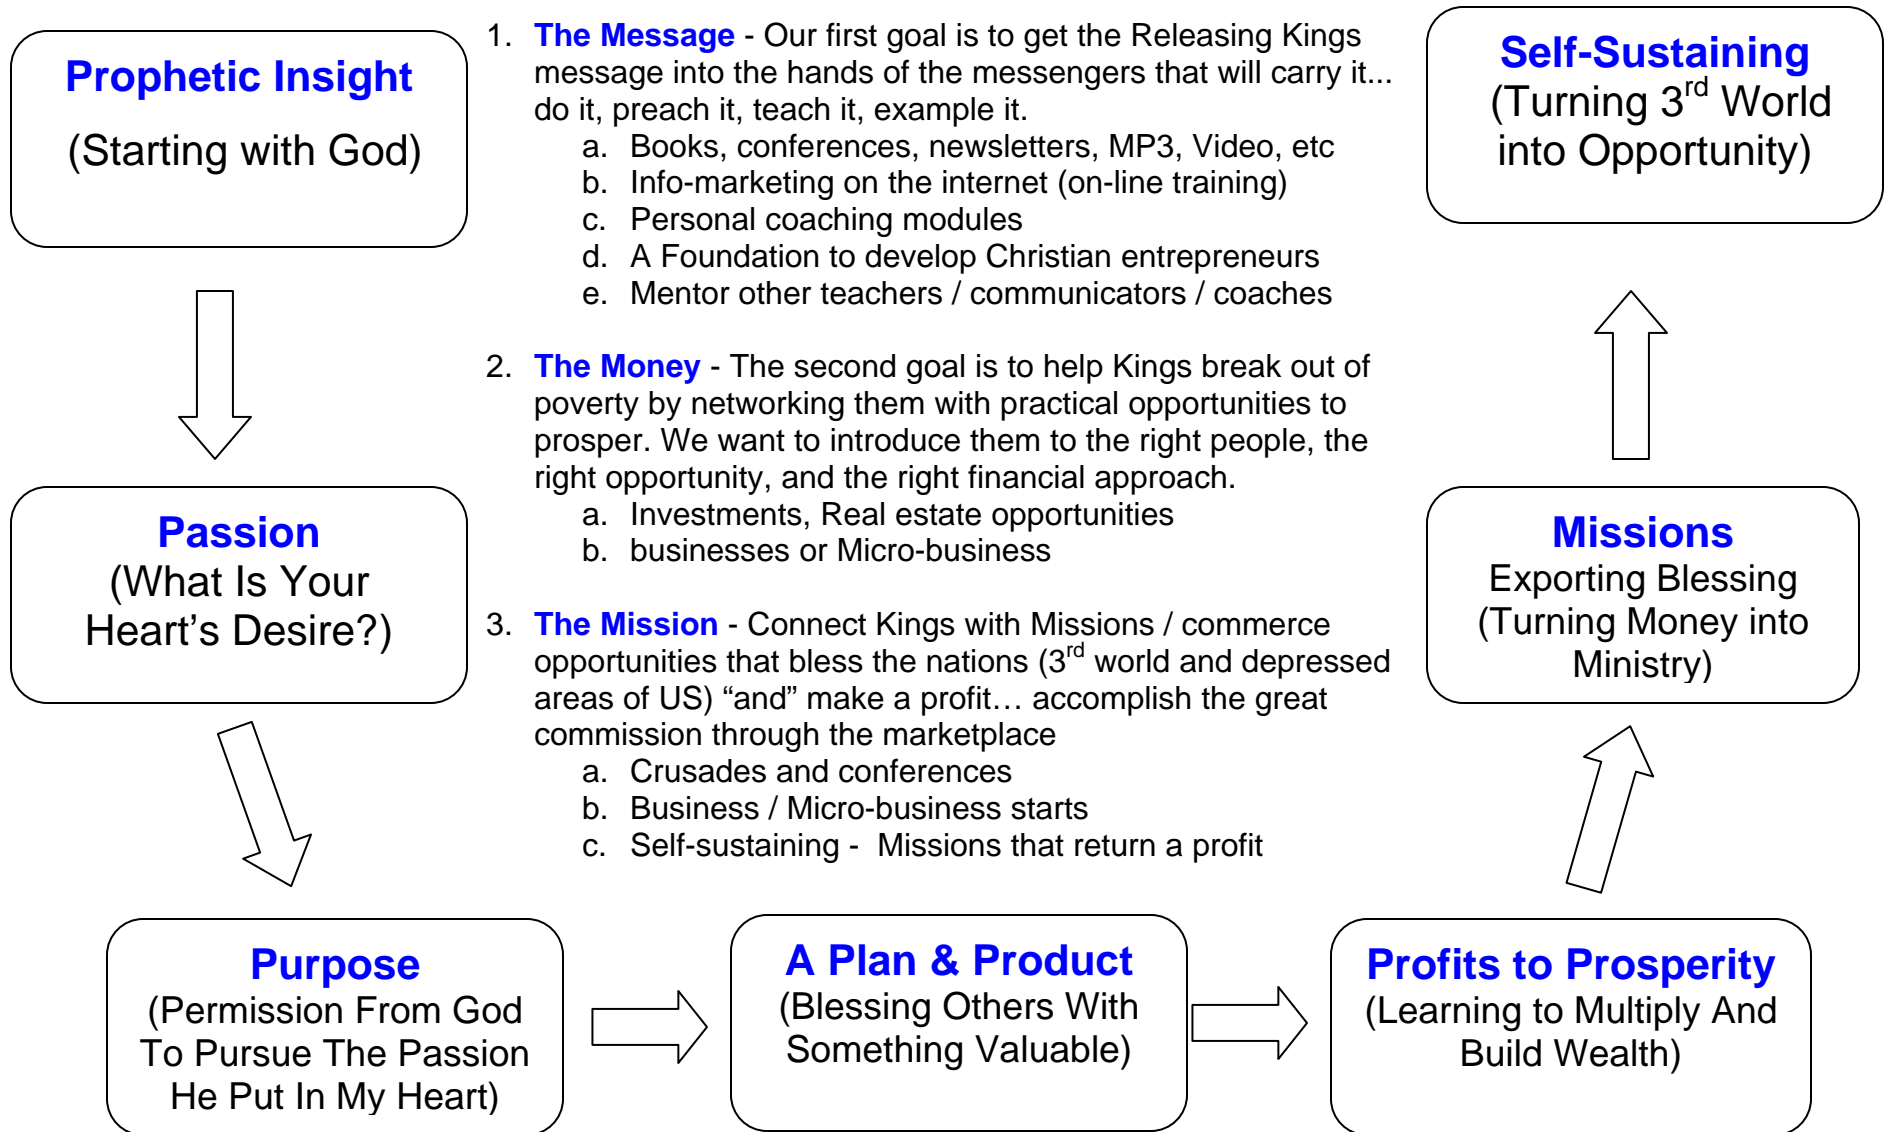 Prophetic Insight
(Starting with God)
Passion
(What Is Your
Heart's Desire?)
Purpose
(Permission From God
To Pursue The Passion
He Put In My Heart)
A Plan & Product
(Blessing Others With
Something Valuable)
Profits to Prosperity
(Learning to Multiply And
Build Wealth)
Missions
Exporting Blessing
(Turning Money into
Ministry)
Self-Sustaining
(Turning 3rd World
into Opportunity)
1. The Message - Our first goal is to get the Releasing Kings
message into the hands of the messengers that will carry it...
do it, preach it, teach it, example it.
a. Books, conferences, newsletters, MP3, Video, etc
b. Info-marketing on the internet (on-line training)
c. Personal coaching modules
d. A Foundation to develop Christian entrepreneurs
e. Mentor other teachers / communicators / coaches
2. The Money - The second goal is to help Kings break out of
poverty by networking them with practical opportunities to
prosper. We want to introduce them to the right people, the
right opportunity, and the right financial approach.
a. Investments, Real estate opportunities
b. businesses or Micro-business
3. The Mission - Connect Kings with Missions / commerce
opportunities that bless the nations (3rd world and depressed
areas of US) “and” make a profit… accomplish the great
commission through the marketplace
a. Crusades and conferences
b. Business / Micro-business starts
c. Self-sustaining - Missions that return a profit